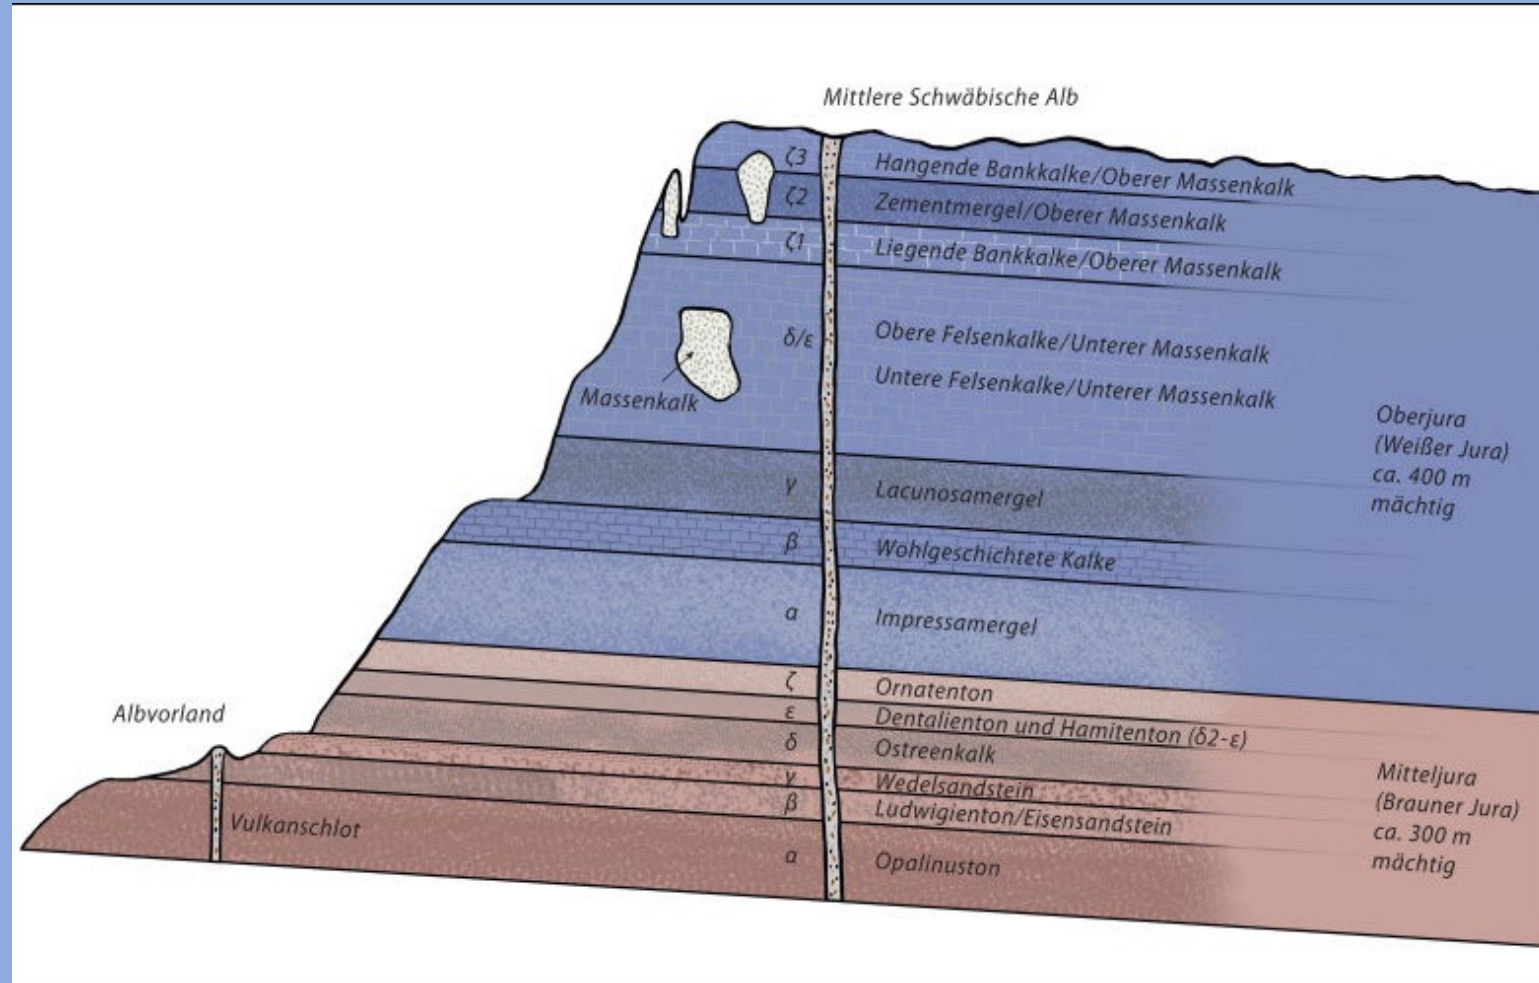 Mittlere Schwäbische Alb
ζ3 Hangende Bankkalke/Oberer Massenkalk
ζ2 Zementmergel/Oberer Massenkalk
ζ1 Liegende Bankkalke/Oberer Massenkalk
δ/ε Obere Felsenkalke/Unterer Massenkalk
Untere Felsenkalke/Unterer Massenkalk
Massenkalk
Oberjura
(Weißer Jura)
ca. 400 m
mächtig
γ Lacunosamergel
β Wohlgeschichtete Kalke
α Impressamergel
ζ Ornatenton
ε Dentalienton und Hamitenton (δ2-ε)
δ Ostreenkalk
γ Wedelsandstein
β Ludwigienton/Eisensandstein
α Opalinuston
Mitteljura
(Brauner Jura)
ca. 300 m
mächtig
Albvorland
Vulkanschlot